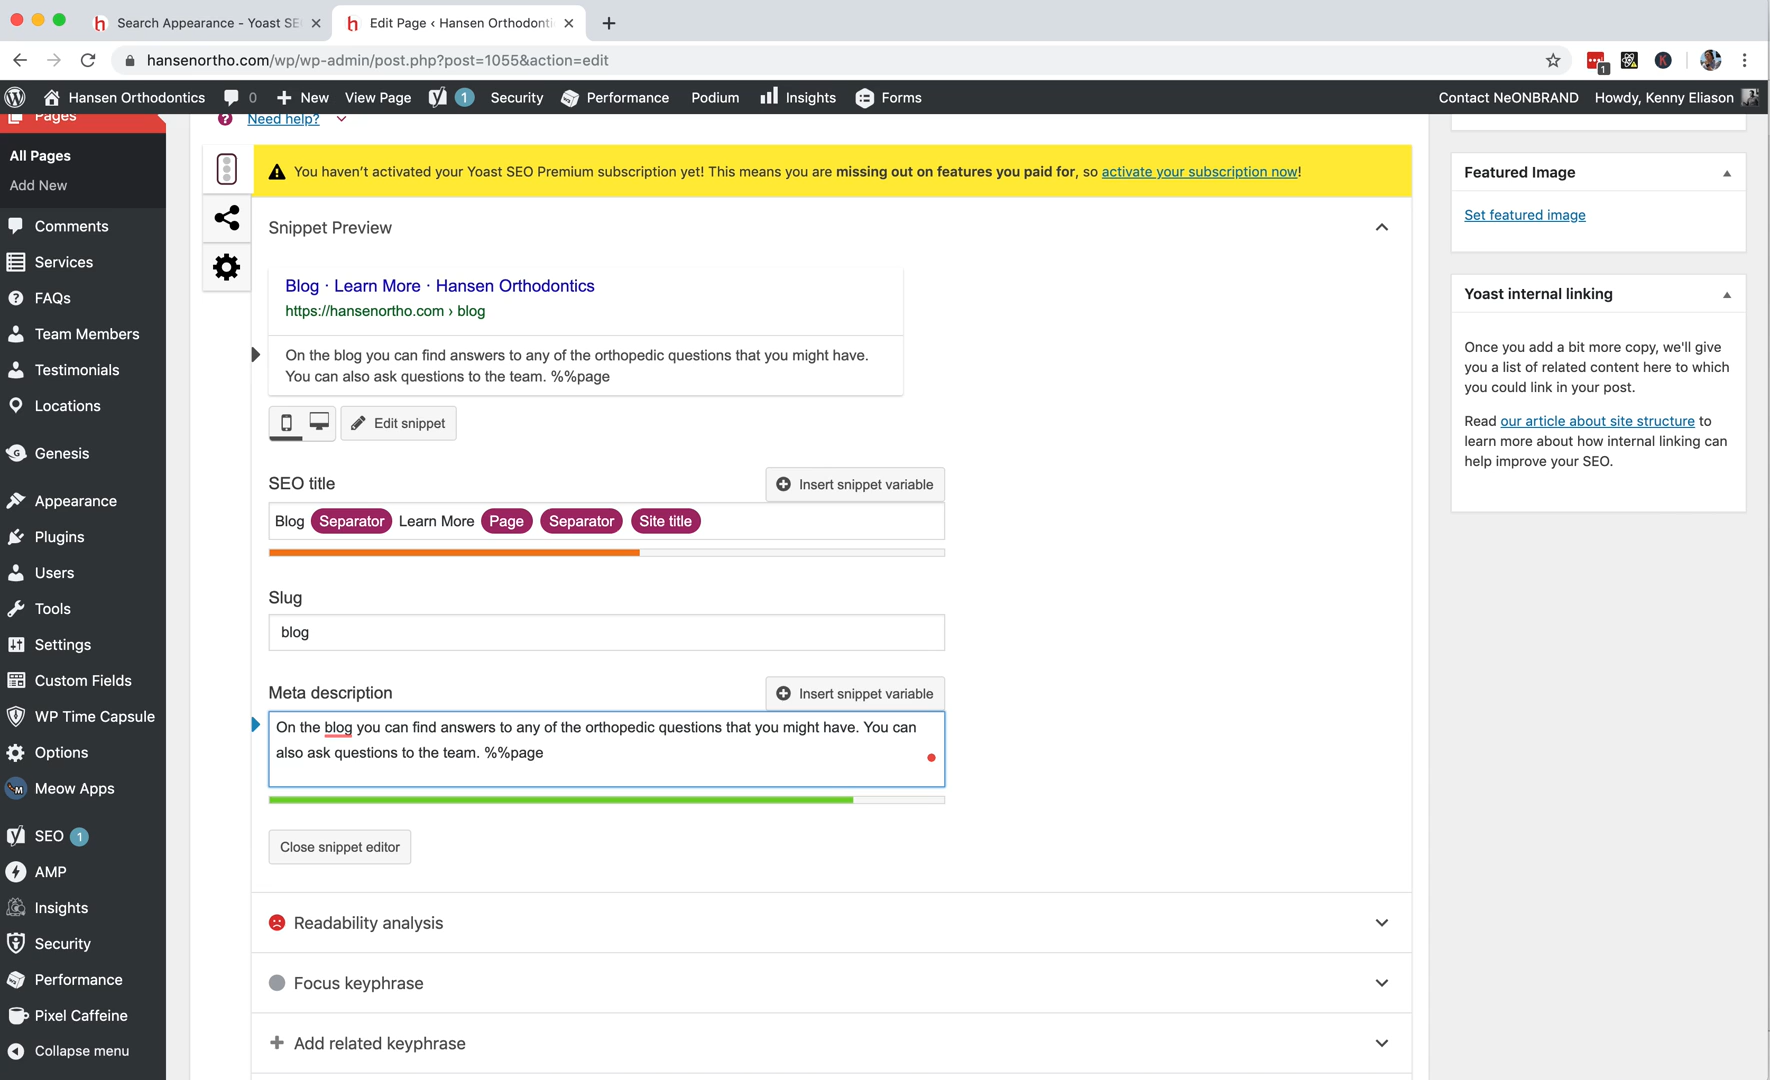 Search Appearance - Yoast SE
Edit Page ‹ Hansen Orthodonti
hansenortho.com/wp/wp-admin/post.php?post=1055&action=edit
1
Hansen Orthodontics
0
New
View Page
1
Security
Performance
Podium
Insights
Forms
Contact NeONBRAND
Howdy, Kenny Eliason
Pages
All Pages
Add New
Comments
Services
FAQs
Team Members
Testimonials
Locations
Genesis
Appearance
Plugins
Users
Tools
Settings
Custom Fields
WP Time Capsule
Options
Meow Apps
SEO 1
AMP
Insights
Security
Performance
Pixel Caffeine
Collapse menu
Need help?
You haven't activated your Yoast SEO Premium subscription yet! This means you are missing out on features you paid for, so activate your subscription now!
Snippet Preview
Blog · Learn More · Hansen Orthodontics
https://hansenortho.com › blog
On the blog you can find answers to any of the orthopedic questions that you might have.
You can also ask questions to the team. %%page
Edit snippet
SEO title
Insert snippet variable
Blog Separator Learn More Page Separator Site title
Slug
blog
Meta description
Insert snippet variable
On the blog you can find answers to any of the orthopedic questions that you might have. You can
also ask questions to the team. %%page
Close snippet editor
Readability analysis
Focus keyphrase
Add related keyphrase
Featured Image
Set featured image
Yoast internal linking
Once you add a bit more copy, we'll give
you a list of related content here to which
you could link in your post.
Read our article about site structure to
learn more about how internal linking can
help improve your SEO.